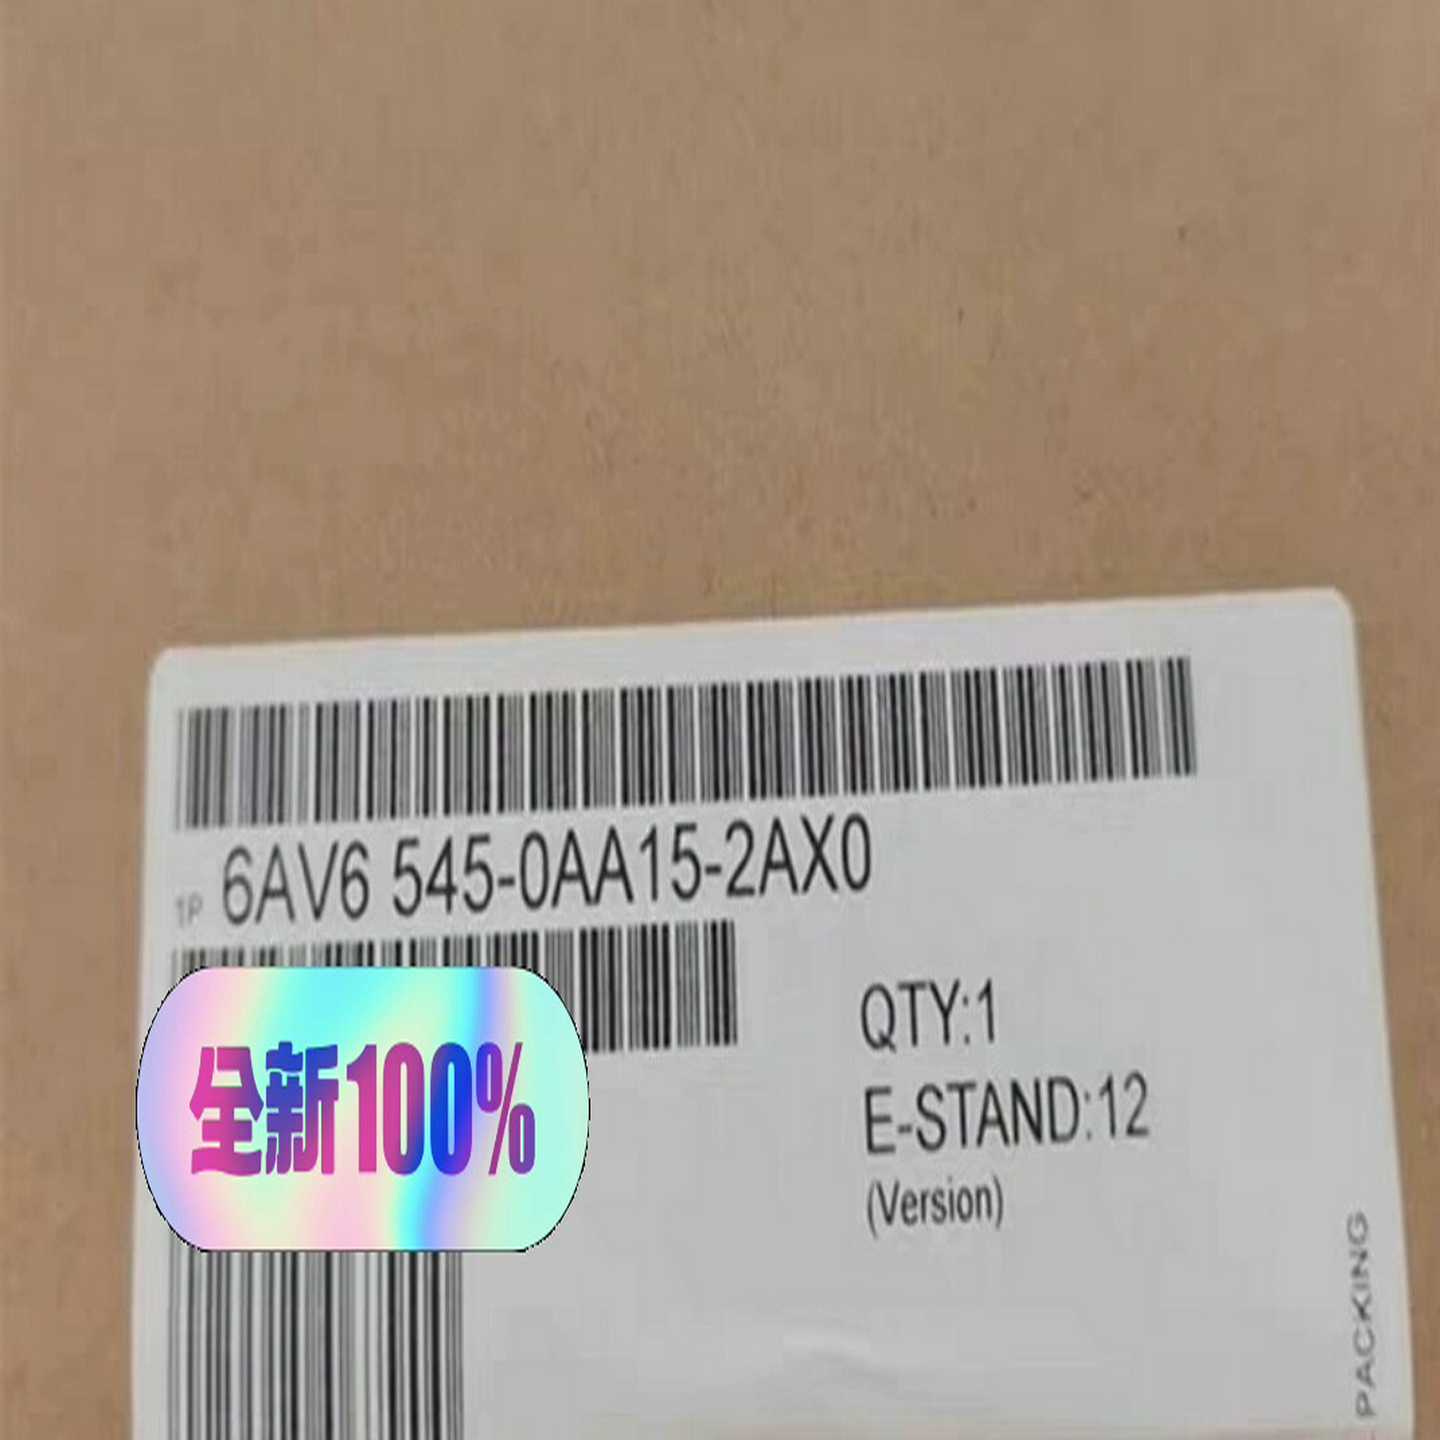 1P 6AV6 545-0AA15-2AX0
QTY:1
E-STAND:12
(Version)
全新100%
PACKING